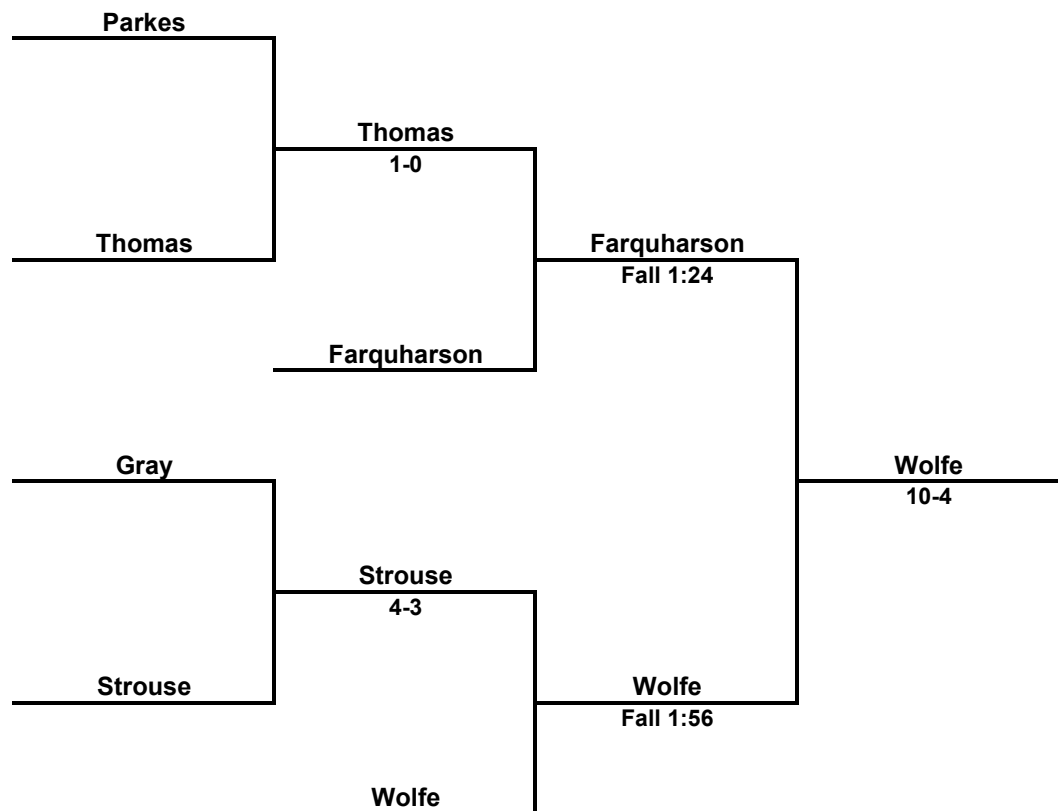 Parkes
Thomas
1-0
Thomas
Farquharson
Fall 1:24
Farquharson
Gray
Wolfe
10-4
Strouse
4-3
Strouse
Wolfe
Fall 1:56
Wolfe